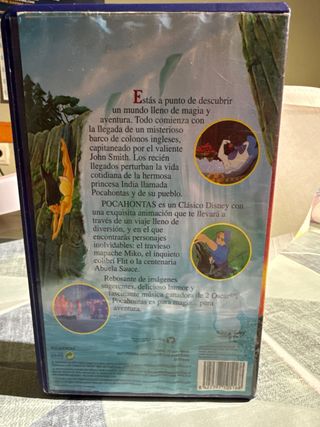 Estás a punto de descubrir
un mundo lleno de magia y
aventura. Todo comienza con
la llegada de un misterioso
barco de colonos ingleses,
capitaneado por el valiente
John Smith. Los recién
llegados perturban la vida
cotidiana de la hermosa
princesa India llamada
Pocahontas y de su pueblo.
POCAHONTAS es un Clásico Disney con
una exquisita animación que te llevará a
través de un viaje lleno de
diversión, y en el que
encontrarás personajes
inolvidables: el travieso
mapache Miko, el inquieto
colibrí Flit o la centenaria
Abuela Sauce.
Rebosante de imágenes
sugerentes, delicioso humor y
fascinante música ganadora de 2 Oscar
Pocahontas es pura magia... pura
aventura.